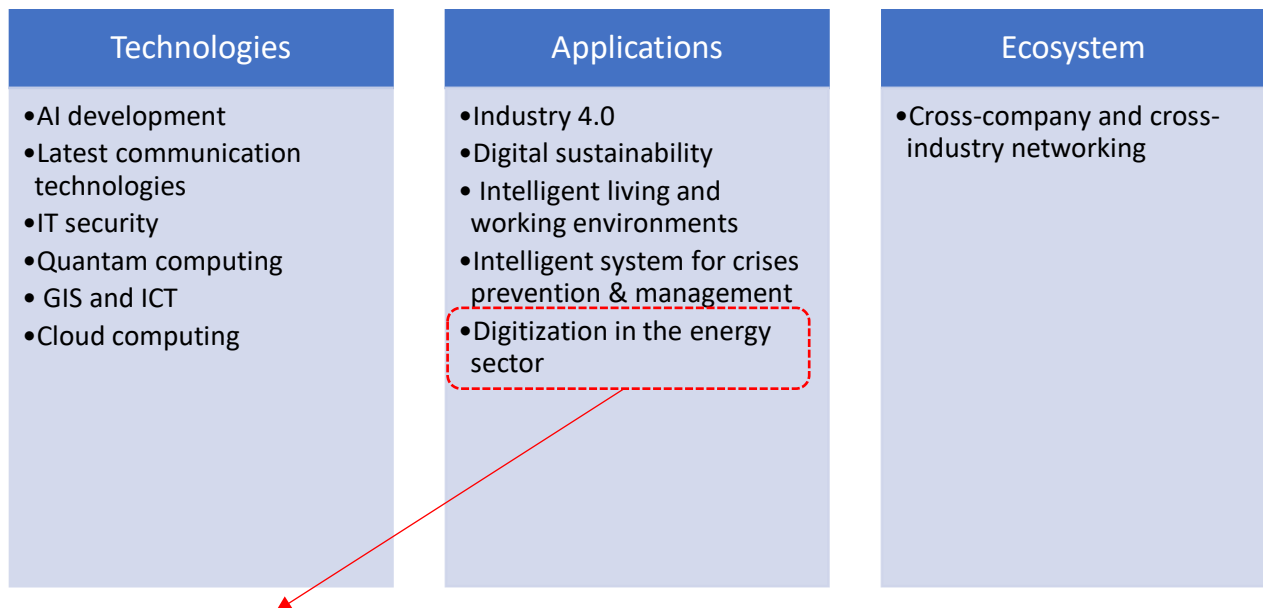 Technologies
•AI development
•Latest communication
technologies
•IT security
•Quantam computing
• GIS and ICT
•Cloud computing
Applications
•Industry 4.0
•Digital sustainability
• Intelligent living and
working environments
•Intelligent system for crises
prevention & management
•Digitization in the energy
sector
Ecosystem
•Cross-company and cross-
industry networking